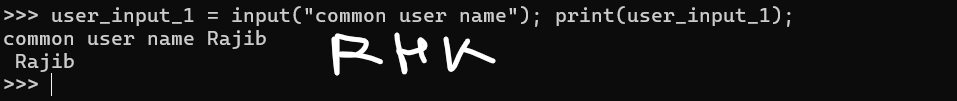 >>> user_input_1 = input("common user name"); print(user_input_1);
common user name Rajib
 Rajib
RHK
>>>